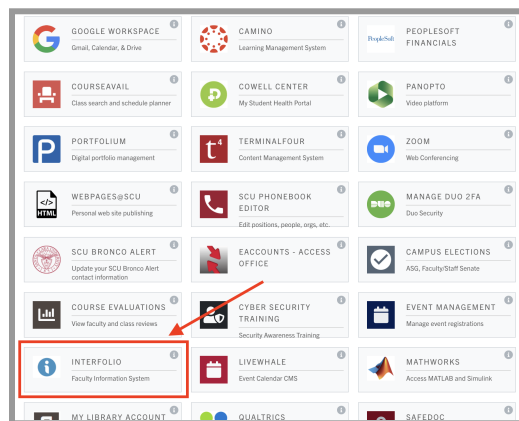 GOOGLE WORKSPACE
Gmail, Calendar, & Drive
CAMINO
Learning Management System
PeopleSoft
PEOPLESOFT
FINANCIALS
COURSEAVAIL
Class search and schedule planner
COWELL CENTER
My Student Health Portal
PANOPTO
Video platform
PORTFOLIUM
Digital portfolio management
t4
TERMINALFOUR
Content Management System
ZOOM
Web Conferencing
</>
HTML
WEBPAGES@SCU
Personal web site publishing
SCU PHONEBOOK
EDITOR
Edit positions, people, orgs, etc.
DUO
MANAGE DUO 2FA
Duo Security
SCU BRONCO ALERT
Update your SCU Bronco Alert
contact information
EACCOUNTS - ACCESS
OFFICE
CAMPUS ELECTIONS
ASG, Faculty/Staff Senate
COURSE EVALUATIONS
View faculty and class reviews
CYBER SECURITY
TRAINING
Security Awareness Training
EVENT MANAGEMENT
Manage event registrations
INTERFOLIO
Faculty Information System
LIVEWHALE
Event Calendar CMS
MATHWORKS
Access MATLAB and Simulink
MY LIBRARY ACCOUNT
QUALTRICS
SAFEDOC